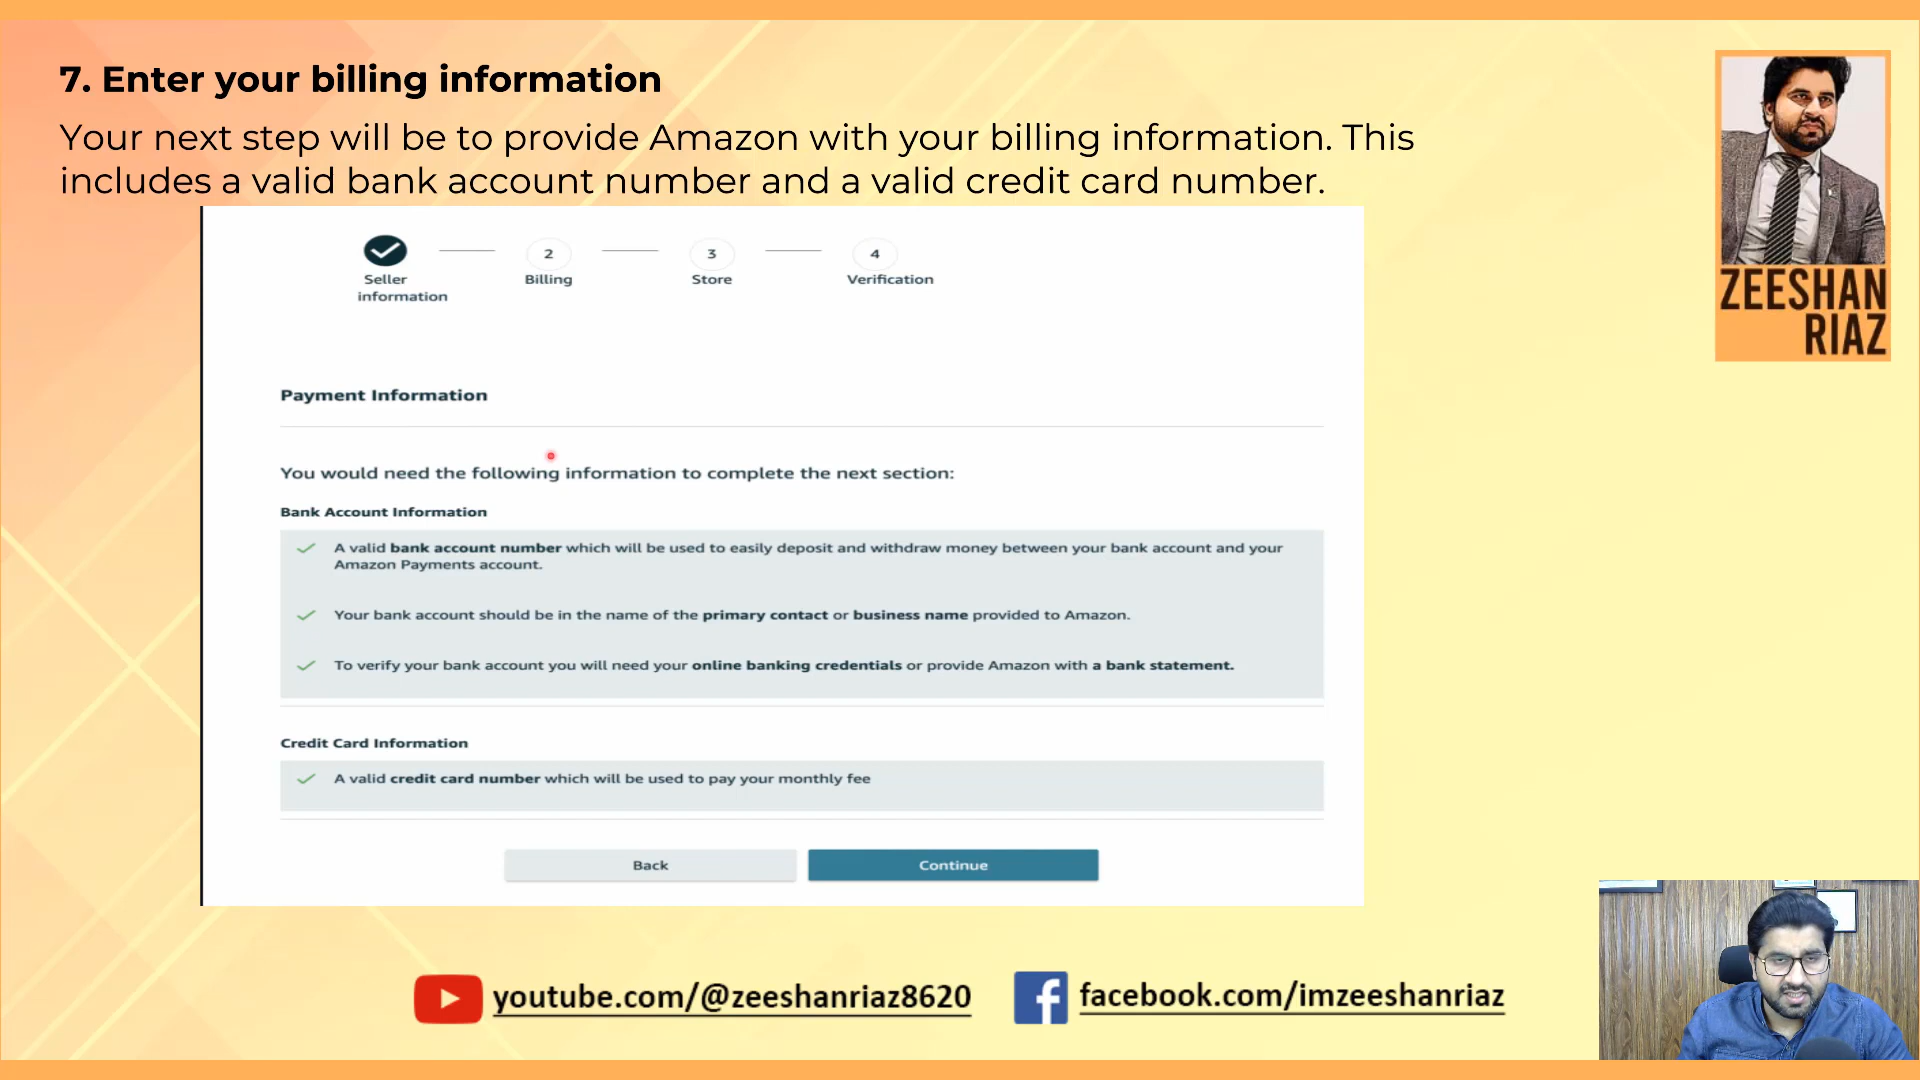 7. Enter your billing information
Your next step will be to provide Amazon with your billing information. This
includes a valid bank account number and a valid credit card number.
ZEESHAN
RIAZ
2
3
4
Seller
information
Billing
Store
Verification
Payment Information
You would need the following information to complete the next section:
Bank Account Information
A valid bank account number which will be used to easily deposit and withdraw money between your bank account and your
Amazon Payments account.
Your bank account should be in the name of the primary contact or business name provided to Amazon.
To verify your bank account you will need your online banking credentials or provide Amazon with a bank statement.
Credit Card Information
A valid credit card number which will be used to pay your monthly fee
Back
Continue
youtube.com/@zeeshanriaz8620
facebook.com/imzeeshanriaz